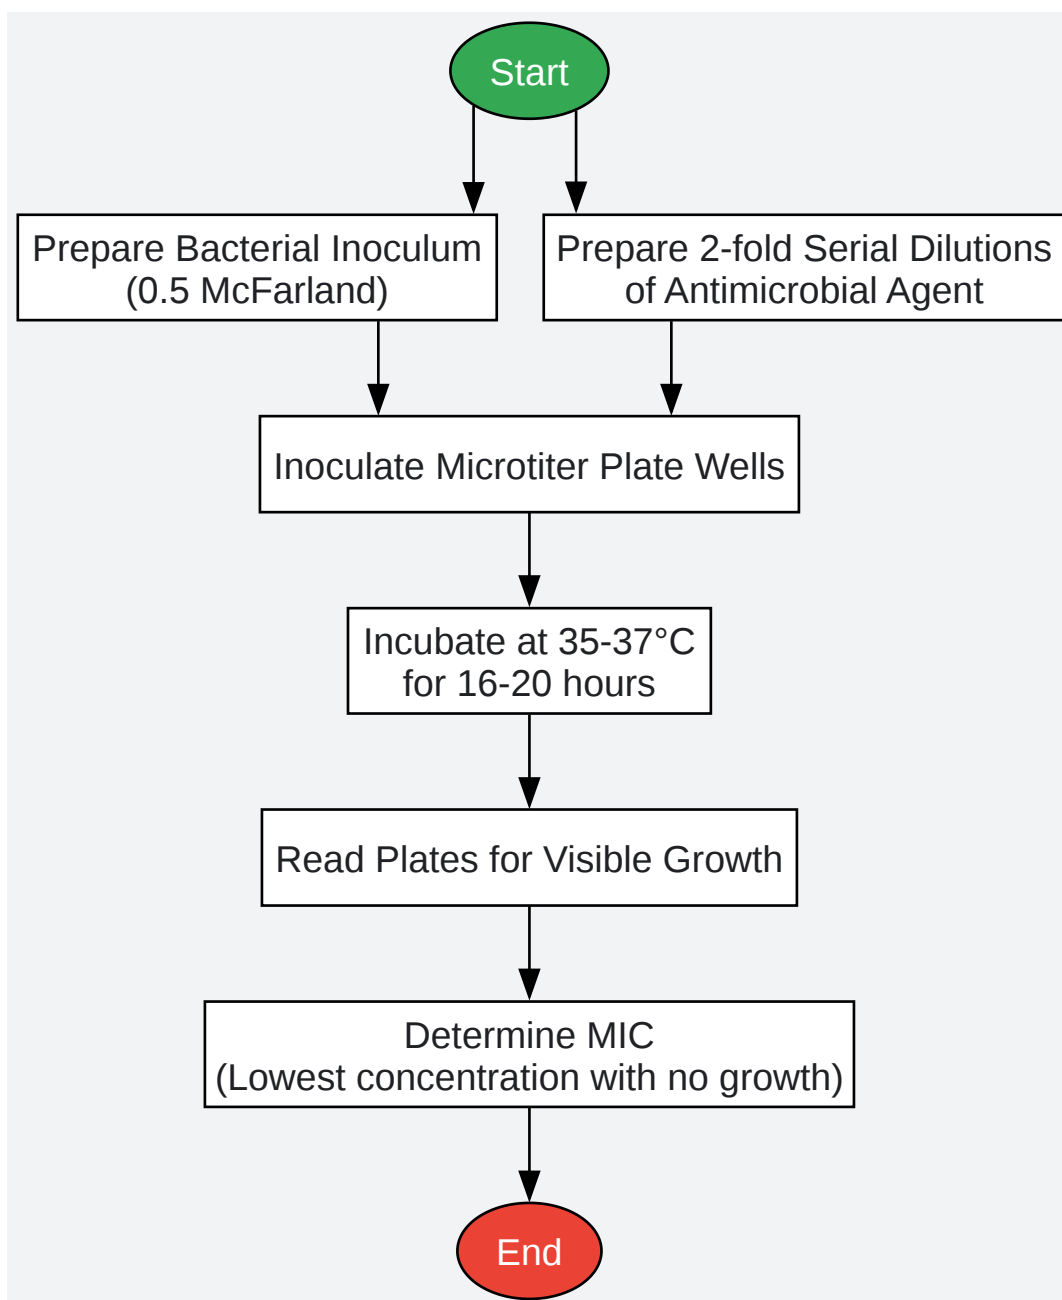 Start
Prepare Bacterial Inoculum
(0.5 McFarland)
Prepare 2-fold Serial Dilutions
of Antimicrobial Agent
Inoculate Microtiter Plate Wells
Incubate at 35-37°C
for 16-20 hours
Read Plates for Visible Growth
Determine MIC
(Lowest concentration with no growth)
End